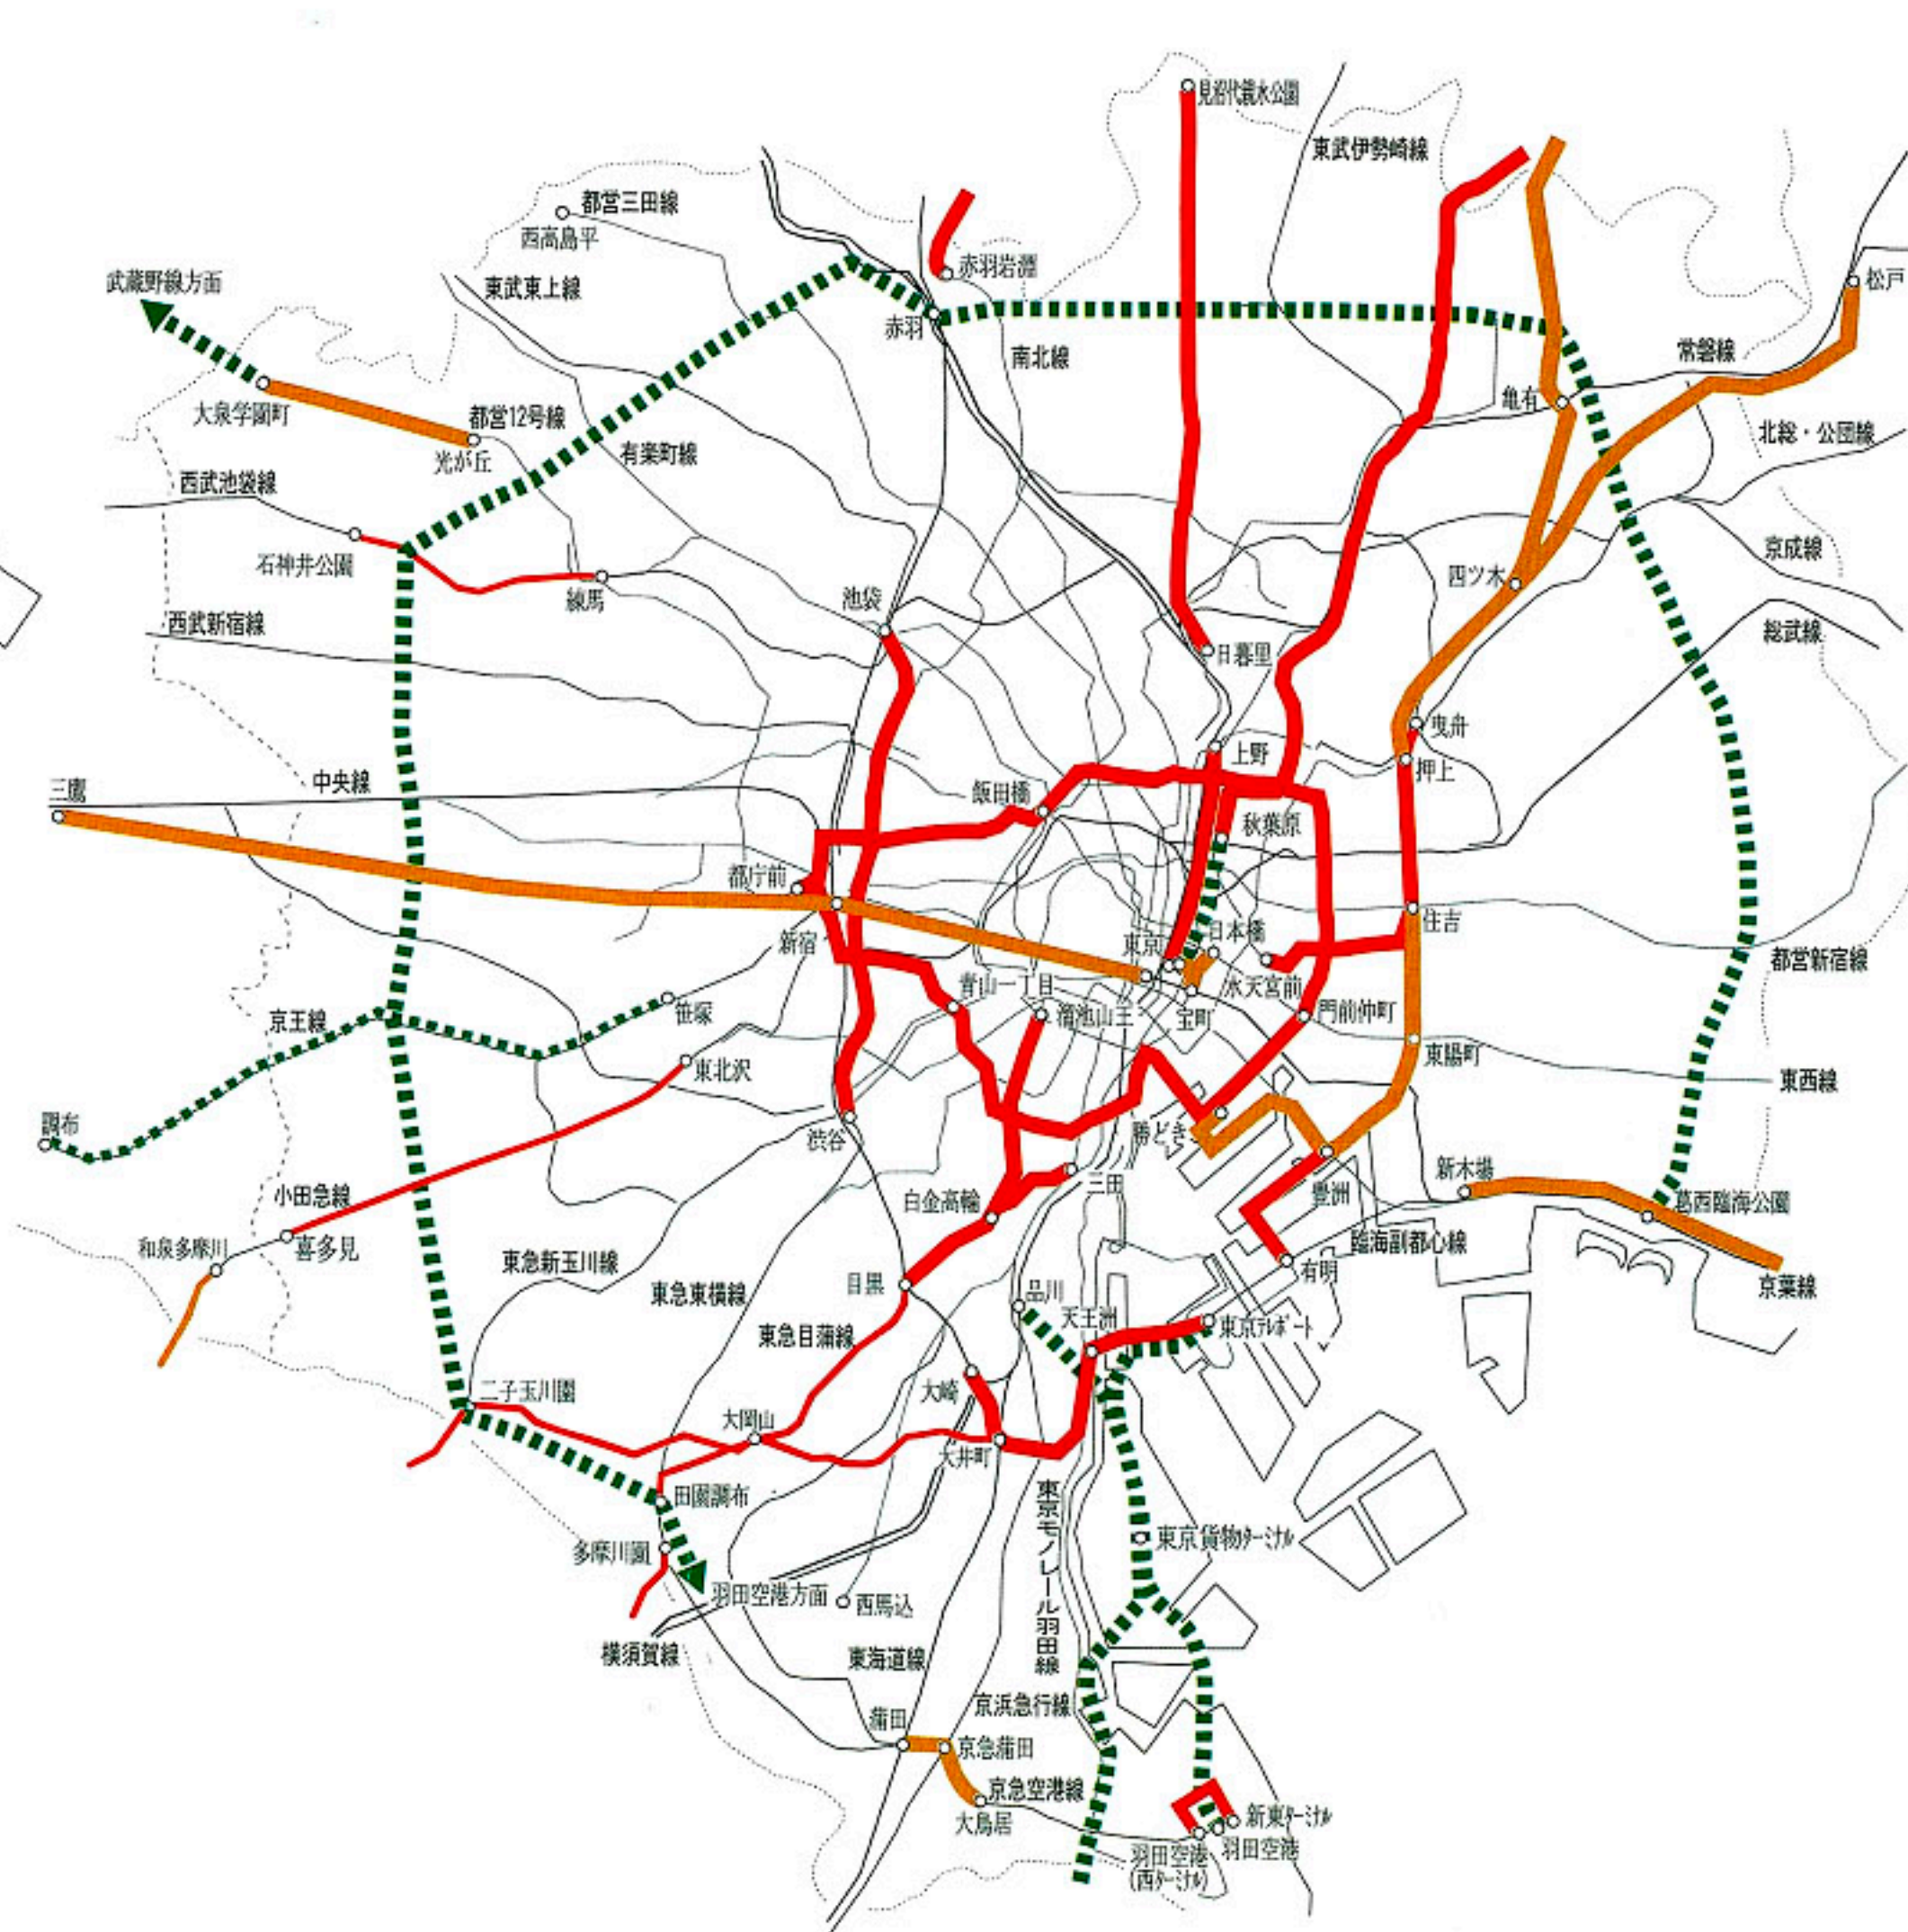 見沼代親水公園
東武伊勢崎線
都営三田線
西高島平
赤羽岩淵
武蔵野線方面
東武東上線
松戸
赤羽
南北線
常磐線
大泉学園町
都営12号線
亀有
光が丘
有楽町線
北総・公団線
西武池袋線
石神井公園
京成線
四ツ木
練馬
池袋
西武新宿線
総武線
日暮里
曳舟
上野
押上
三鷹
中央線
飯田橋
秋葉原
都庁前
住吉
新宿
東京
日本橋
都営新宿線
青山一丁目
水天宮前
京王線
笹塚
溜池山王
宝町
門前仲町
東陽町
東北沢
東西線
調布
渋谷
勝どき
新木場
三田
豊洲
葛西臨海公園
小田急線
白金高輪
和泉多摩川
喜多見
臨海副都心線
東急新玉川線
有明
京葉線
目黒
品川
東急東横線
天王洲
東京テレポート
東急目蒲線
二子玉川園
大崎
大岡山
大井町
田園調布
東京モノレール羽田線
東京貨物ターミナル
多摩川園
羽田空港方面
西馬込
横須賀線
東海道線
京浜急行線
蒲田
京急蒲田
京急空港線
大鳥居
新東ターミナル
羽田空港
羽田空港
(西ターミナル)